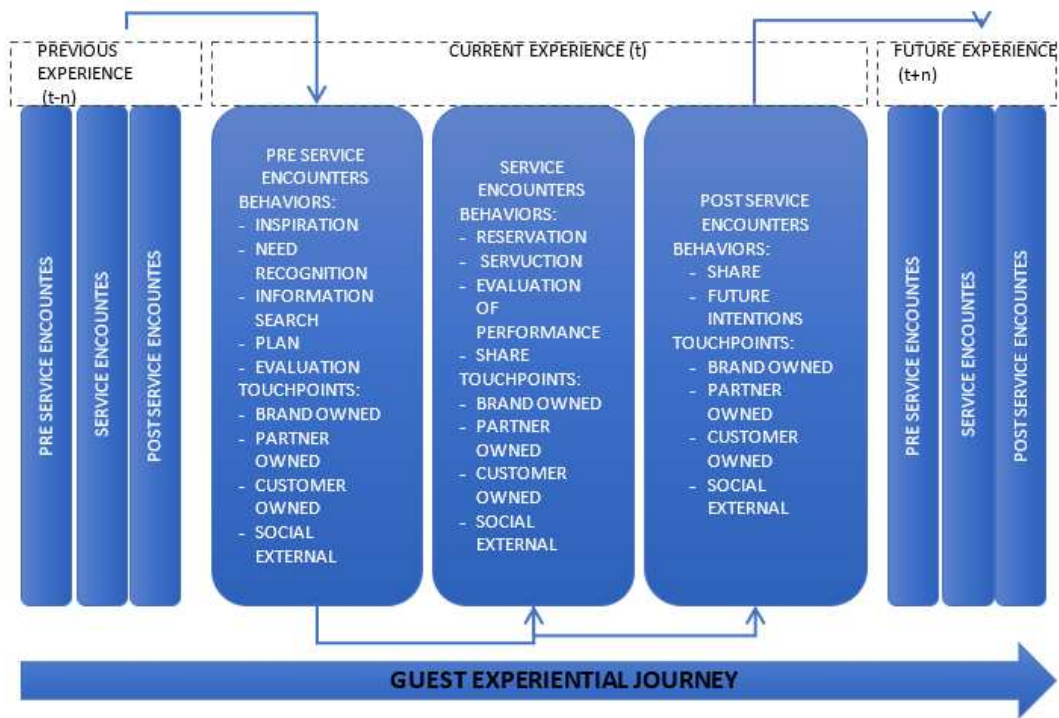 PREVIOUS
EXPERIENCE
(t-n)
CURRENT EXPERIENCE (t)
FUTURE EXPERIENCE
(t+n)
PRE SERVICE ENCOUNTES
SERVICE ENCOUNTES
POST SERVICE ENCOUNTES
PRE SERVICE
ENCOUNTERS
BEHAVIORS:
- INSPIRATION
- NEED
RECOGNITION
- INFORMATION
SEARCH
- PLAN
- EVALUATION
TOUCHPOINTS:
- BRAND OWNED
- PARTNER
OWNED
- CUSTOMER
OWNED
- SOCIAL
EXTERNAL
SERVICE
ENCOUNTERS
BEHAVIORS:
- RESERVATION
- SERVUCTION
- EVALUATION
OF
PERFORMANCE
- SHARE
TOUCHPOINTS:
- BRAND OWNED
- PARTNER
OWNED
- CUSTOMER
OWNED
- SOCIAL
EXTERNAL
POST SERVICE
ENCOUNTERS
BEHAVIORS:
- SHARE
- FUTURE
INTENTIONS
TOUCHPOINTS:
- BRAND OWNED
- PARTNER
OWNED
- CUSTOMER
OWNED
- SOCIAL
EXTERNAL
PRE SERVICE ENCOUNTES
SERVICE ENCOUNTES
POST SERVICE ENCOUNTES
GUEST EXPERIENTIAL JOURNEY